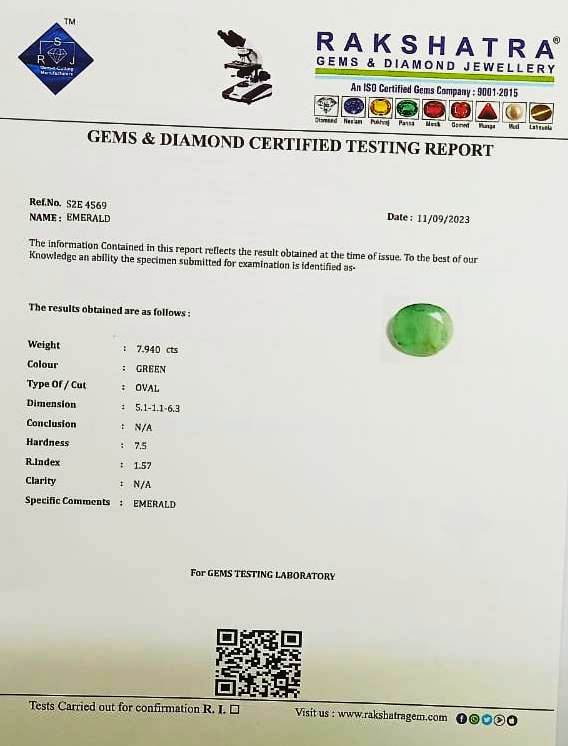 TM
S
R J
RAKSHATRA®
GEMS & DIAMOND JEWELLERY
An ISO Certified Gems Company : 9001-2015
Diamond Neelam Pukhraj Panna Manik Gomed Munga Moti Lahsunia
GEMS & DIAMOND CERTIFIED TESTING REPORT
Ref.No. S2E 4569
NAME : EMERALD
Date : 11/09/2023
The information Contained in this report reflects the result obtained at the time of issue. To the best of our
Knowledge an ability the specimen submitted for examination is identified as-
The results obtained are as follows :
Weight : 7.940 cts
Colour : GREEN
Type Of / Cut : OVAL
Dimension : 5.1-1.1-6.3
Conclusion : N/A
Hardness : 7.5
R.Index : 1.57
Clarity : N/A
Specific Comments : EMERALD
For GEMS TESTING LABORATORY
Tests Carried out for confirmation R. I. ☐
Visit us : www.rakshatragem.com